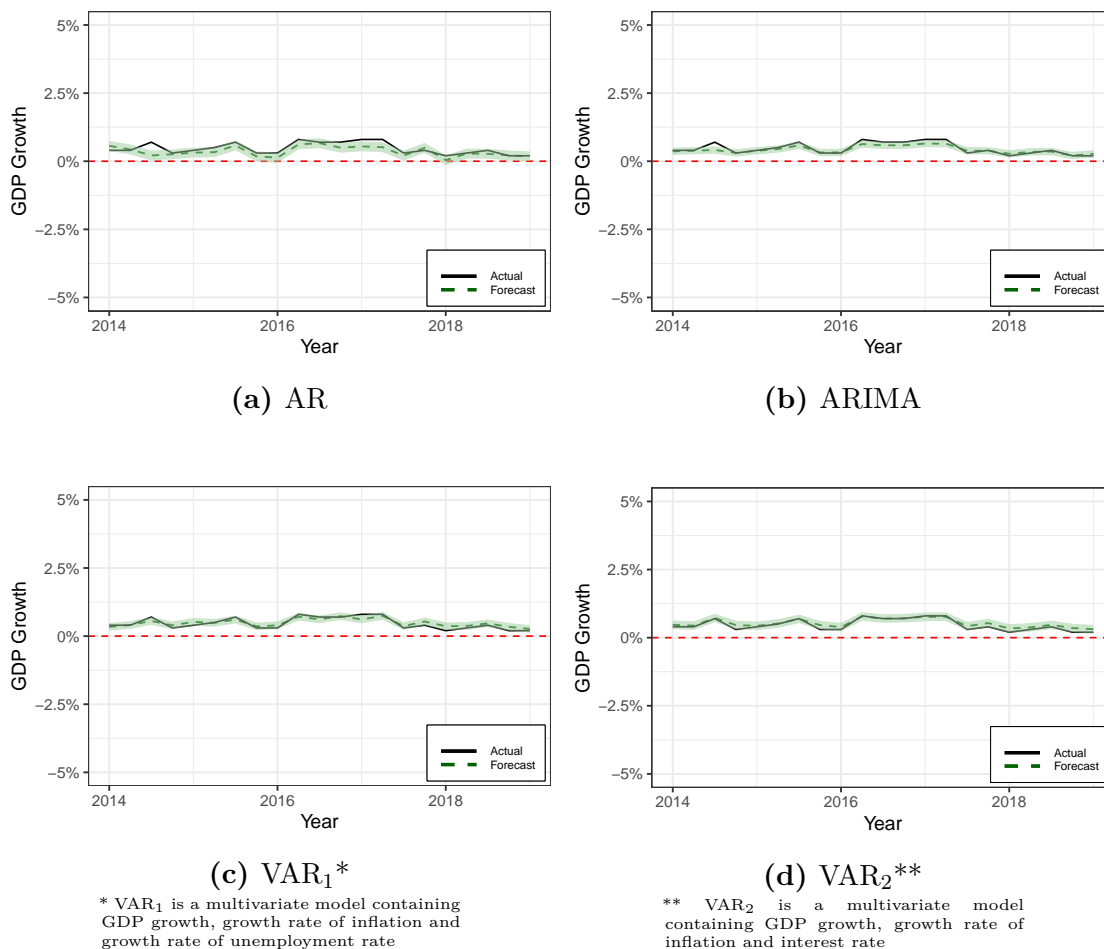 5%
2.5%
0%
−2.5%
−5%
GDP Growth
Actual
Forecast
2014 2016 2018
Year
(a) AR
5%
2.5%
0%
−2.5%
−5%
GDP Growth
Actual
Forecast
2014 2016 2018
Year
(b) ARIMA
5%
2.5%
0%
−2.5%
−5%
GDP Growth
Actual
Forecast
2014 2016 2018
Year
(c) VAR₁*
* VAR₁ is a multivariate model containing
GDP growth, growth rate of inflation and
growth rate of unemployment rate
5%
2.5%
0%
−2.5%
−5%
GDP Growth
Actual
Forecast
2014 2016 2018
Year
(d) VAR₂**
** VAR₂ is a multivariate model
containing GDP growth, growth rate of
inflation and interest rate